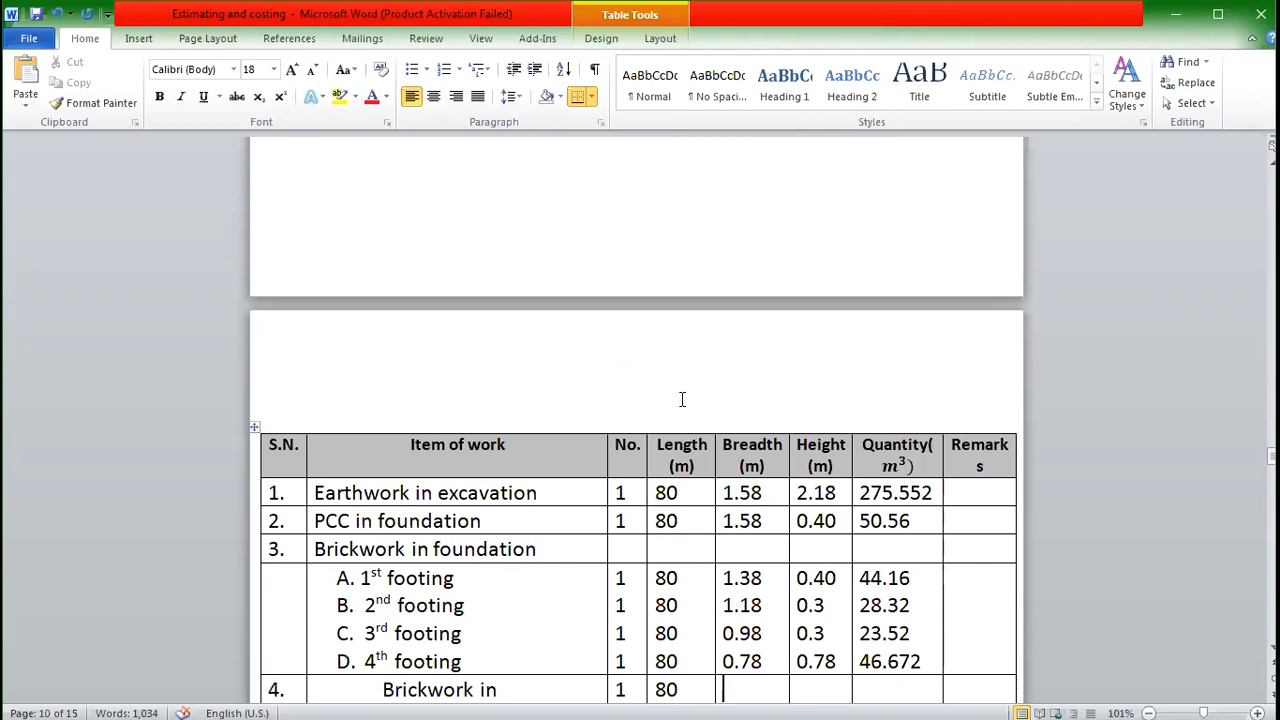 Estimating and costing - Microsoft Word (Product Activation Failed)
Table Tools
File Home Insert Page Layout References Mailings Review View Add-Ins Design Layout
Paste
Cut
Copy
Format Painter
Clipboard
Calibri (Body) 18
Font
Paragraph
AaBbCcDc AaBbCcDc AaBbC( AaBbCc AaB AaBbCcDc AaBbCcDc
¶ Normal ¶ No Spaci... Heading 1 Heading 2 Title Subtitle Subtle Em...
Change Styles
Styles
Find
Replace
Select
Editing
S.N. Item of work No. Length (m) Breadth (m) Height (m) Quantity( m³) Remarks
1. Earthwork in excavation 1 80 1.58 2.18 275.552
2. PCC in foundation 1 80 1.58 0.40 50.56
3. Brickwork in foundation
A. 1st footing 1 80 1.38 0.40 44.16
B. 2nd footing 1 80 1.18 0.3 28.32
C. 3rd footing 1 80 0.98 0.3 23.52
D. 4th footing 1 80 0.78 0.78 46.672
4. Brickwork in 1 80
Page: 10 of 15 Words: 1,034 English (U.S.) 101%